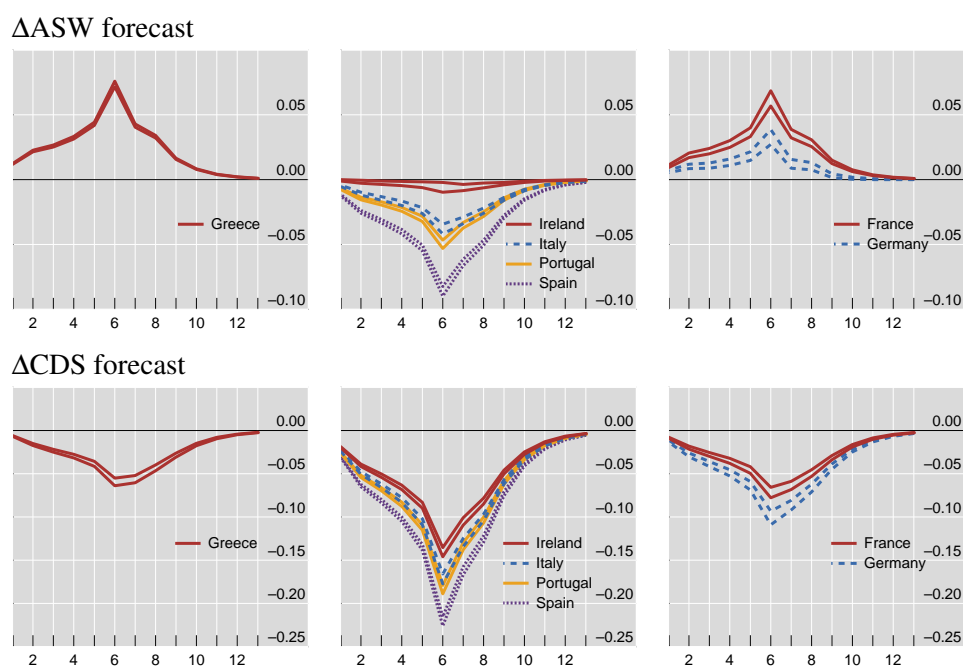 ΔASW forecast
0.05
0.00
–0.05
–0.10
Greece
2 4 6 8 10 12
0.05
0.00
–0.05
–0.10
Ireland
Italy
Portugal
Spain
2 4 6 8 10 12
0.05
0.00
–0.05
–0.10
France
Germany
2 4 6 8 10 12
ΔCDS forecast
0.00
–0.05
–0.10
–0.15
–0.20
–0.25
Greece
2 4 6 8 10 12
0.00
–0.05
–0.10
–0.15
–0.20
–0.25
Ireland
Italy
Portugal
Spain
2 4 6 8 10 12
0.00
–0.05
–0.10
–0.15
–0.20
–0.25
France
Germany
2 4 6 8 10 12